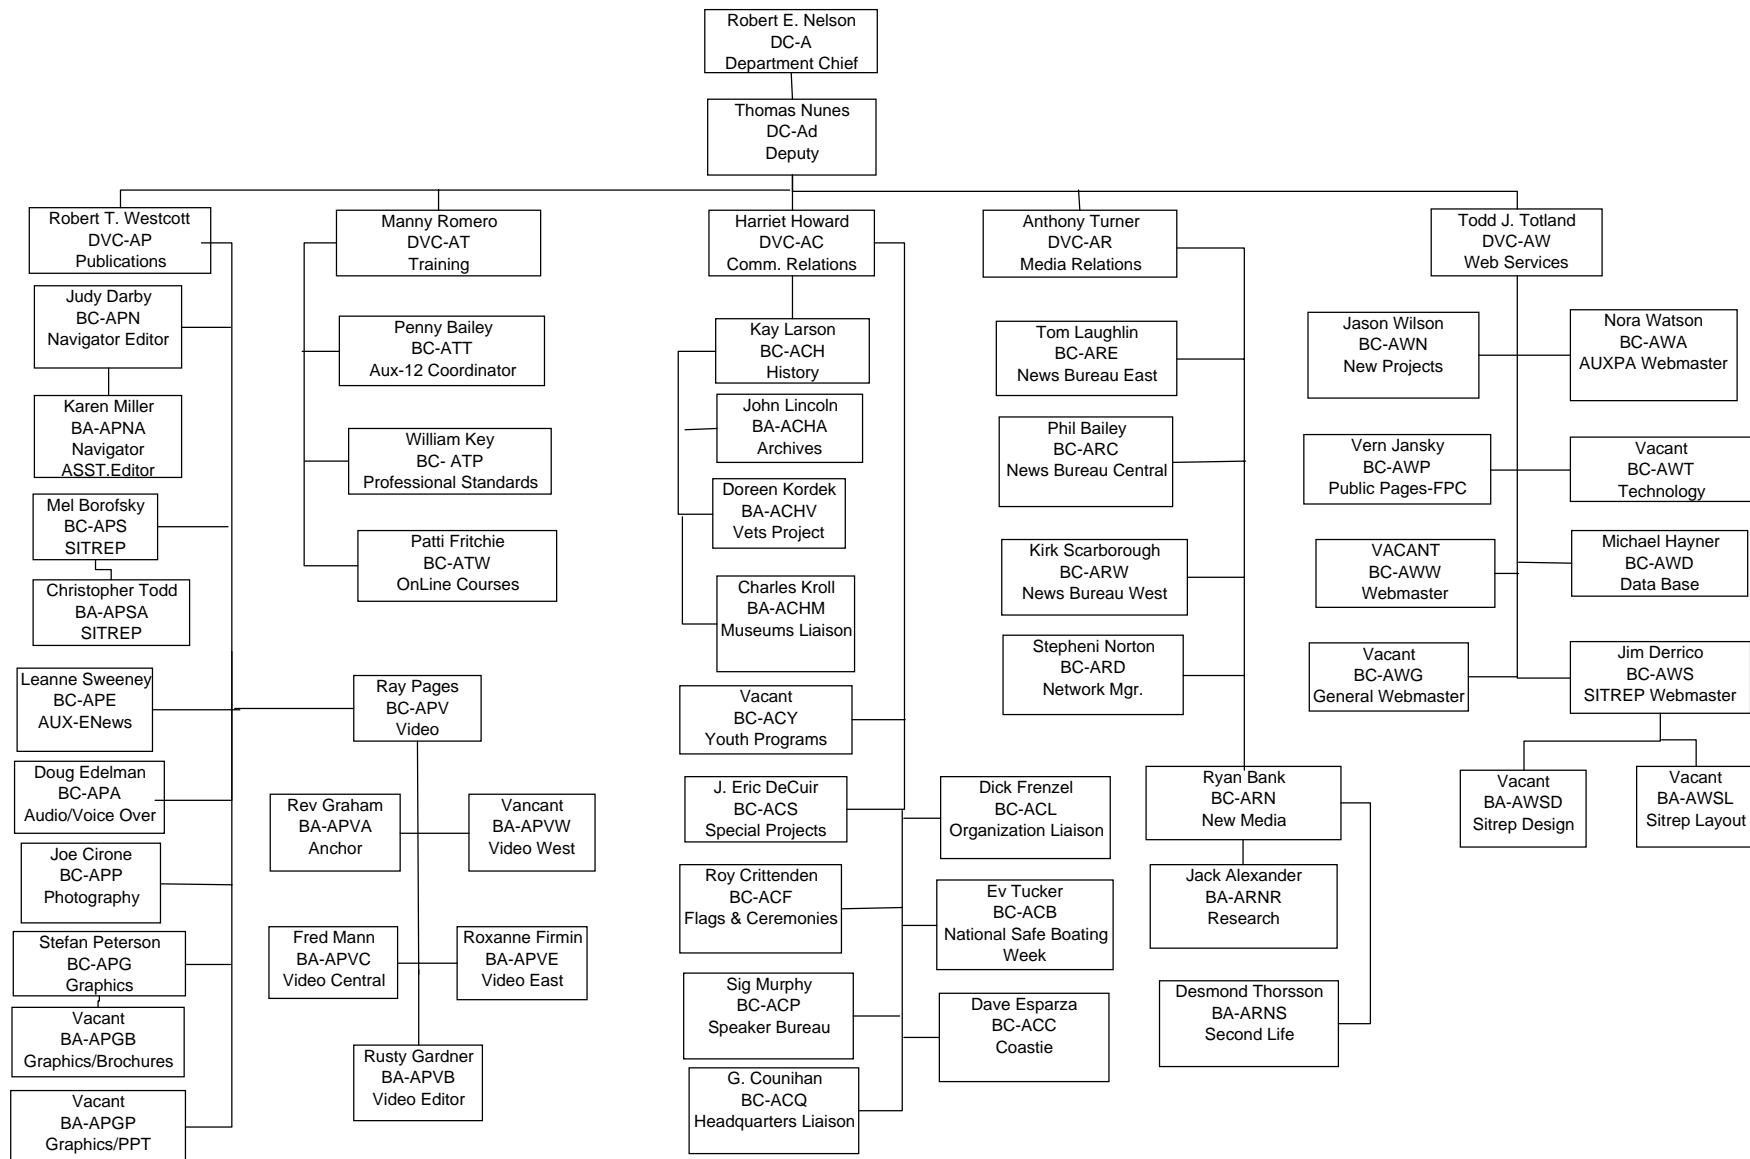 Robert E. Nelson
DC-A
Department Chief
Thomas Nunes
DC-Ad
Deputy
Robert T. Westcott
DVC-AP
Publications
Judy Darby
BC-APN
Navigator Editor
Karen Miller
BA-APNA
Navigator
ASST.Editor
Mel Borofsky
BC-APS
SITREP
Christopher Todd
BA-APSA
SITREP
Leanne Sweeney
BC-APE
AUX-ENews
Doug Edelman
BC-APA
Audio/Voice Over
Joe Cirone
BC-APP
Photography
Stefan Peterson
BC-APG
Graphics
Vacant
BA-APGB
Graphics/Brochures
Vacant
BA-APGP
Graphics/PPT
Ray Pages
BC-APV
Video
Rev Graham
BA-APVA
Anchor
Vancant
BA-APVW
Video West
Fred Mann
BA-APVC
Video Central
Roxanne Firmin
BA-APVE
Video East
Rusty Gardner
BA-APVB
Video Editor
Manny Romero
DVC-AT
Training
Penny Bailey
BC-ATT
Aux-12 Coordinator
William Key
BC- ATP
Professional Standards
Patti Fritchie
BC-ATW
OnLine Courses
Harriet Howard
DVC-AC
Comm. Relations
Kay Larson
BC-ACH
History
John Lincoln
BA-ACHA
Archives
Doreen Kordek
BA-ACHV
Vets Project
Charles Kroll
BA-ACHM
Museums Liaison
Vacant
BC-ACY
Youth Programs
J. Eric DeCuir
BC-ACS
Special Projects
Dick Frenzel
BC-ACL
Organization Liaison
Roy Crittenden
BC-ACF
Flags & Ceremonies
Ev Tucker
BC-ACB
National Safe Boating
Week
Sig Murphy
BC-ACP
Speaker Bureau
Dave Esparza
BC-ACC
Coastie
G. Counihan
BC-ACQ
Headquarters Liaison
Anthony Turner
DVC-AR
Media Relations
Tom Laughlin
BC-ARE
News Bureau East
Phil Bailey
BC-ARC
News Bureau Central
Kirk Scarborough
BC-ARW
News Bureau West
Stepheni Norton
BC-ARD
Network Mgr.
Ryan Bank
BC-ARN
New Media
Jack Alexander
BA-ARNR
Research
Desmond Thorsson
BA-ARNS
Second Life
Todd J. Totland
DVC-AW
Web Services
Jason Wilson
BC-AWN
New Projects
Nora Watson
BC-AWA
AUXPA Webmaster
Vern Jansky
BC-AWP
Public Pages-FPC
Vacant
BC-AWT
Technology
VACANT
BC-AWW
Webmaster
Michael Hayner
BC-AWD
Data Base
Vacant
BC-AWG
General Webmaster
Jim Derrico
BC-AWS
SITREP Webmaster
Vacant
BA-AWSD
Sitrep Design
Vacant
BA-AWSL
Sitrep Layout